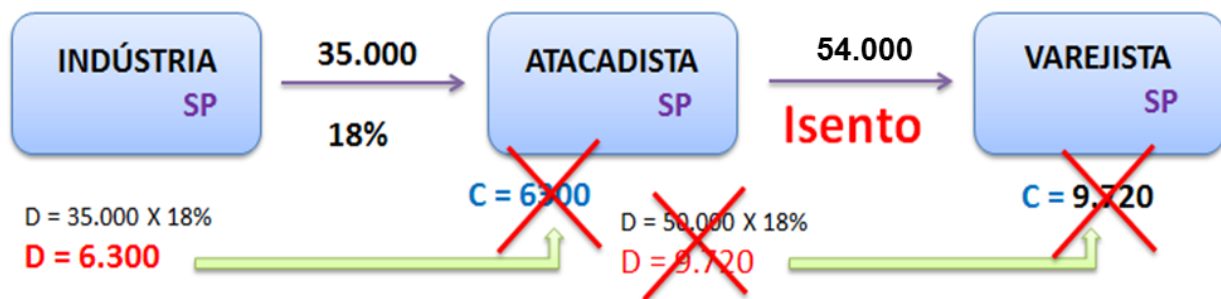 INDÚSTRIA
SP
35.000
18%
ATACADISTA
SP
54.000
Isento
VAREJISTA
SP
D = 35.000 X 18%
D = 6.300
C = 6300
D = 50.000 X 18%
D = 9.720
C = 9.720